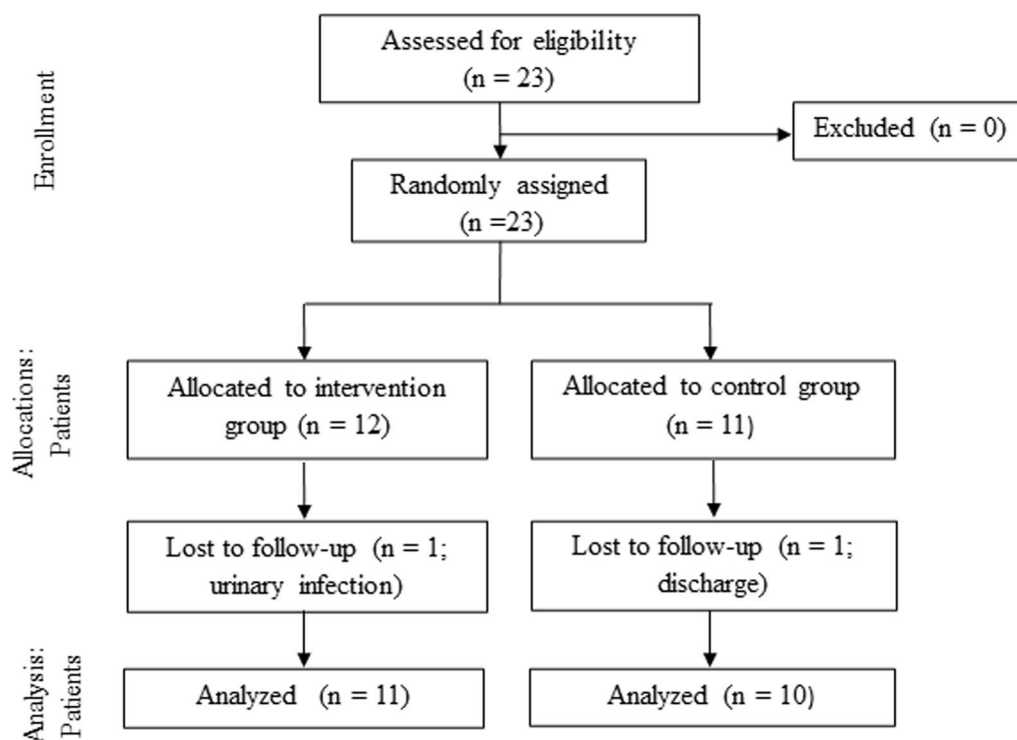 Assessed for eligibility
(n = 23)
Excluded (n = 0)
Enrollment
Randomly assigned
(n =23)
Allocations:
Patients
Allocated to intervention
group (n = 12)
Allocated to control group
(n = 11)
Lost to follow-up (n = 1;
urinary infection)
Lost to follow-up (n = 1;
discharge)
Analysis:
Patients
Analyzed (n = 11)
Analyzed (n = 10)